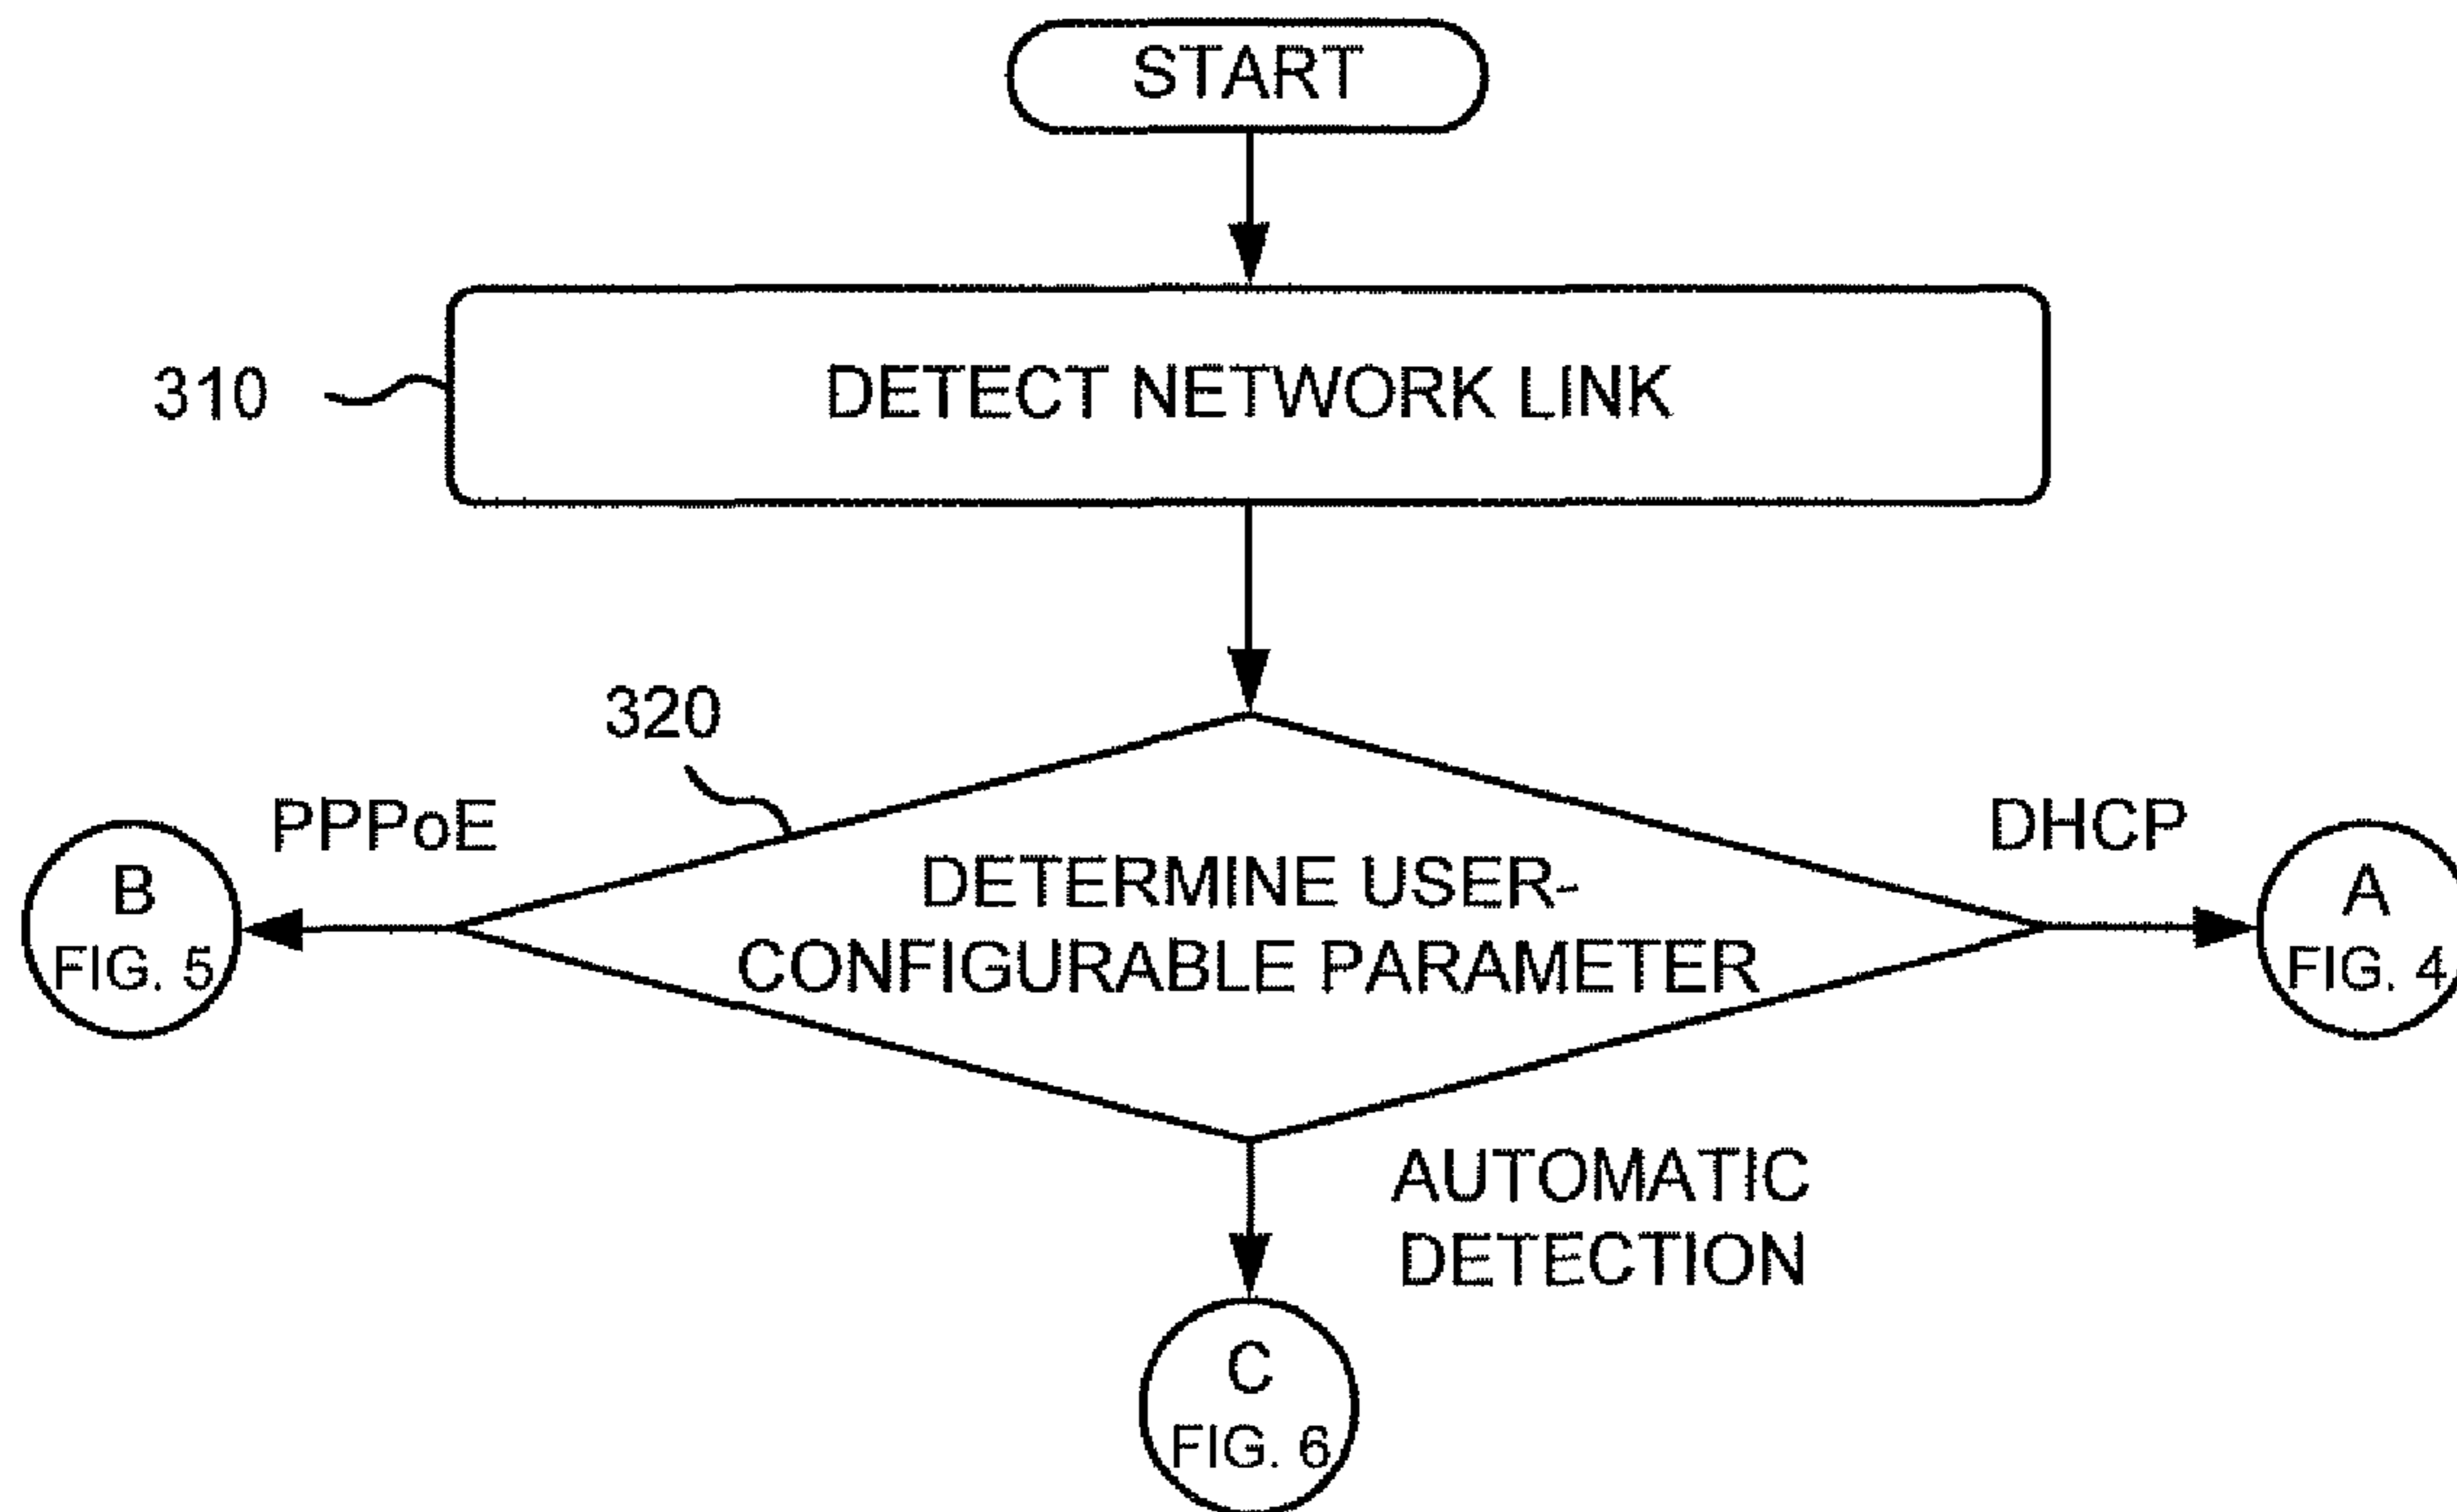 START
310
DETECT NETWORK LINK
320
PPPoE
DHCP
B
FIG. 5
DETERMINE USER-
CONFIGURABLE PARAMETER
A
FIG. 4
AUTOMATIC
DETECTION
C
FIG. 6